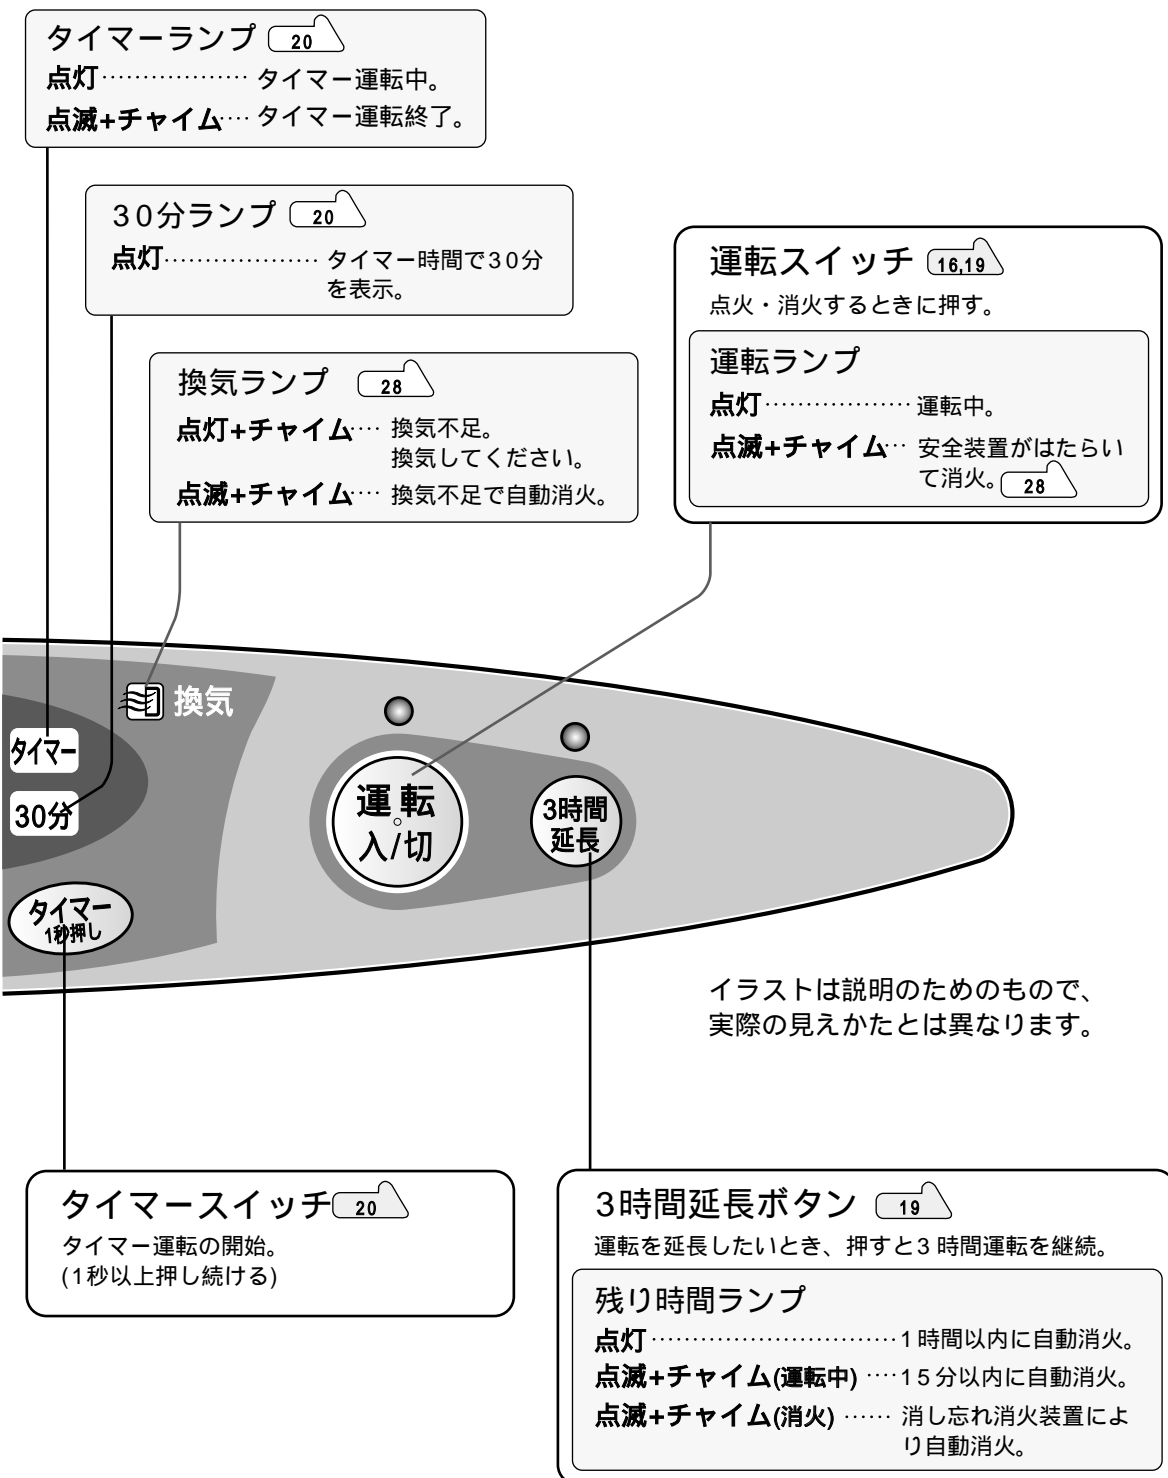 タイマーランプ 20
点灯……………… タイマー運転中。
点滅+チャイム…‥ タイマー運転終了。
30分ランプ 20
点灯……………… タイマー時間で30分
を表示。
換気ランプ 28
点灯+チャイム…‥ 換気不足。
換気してください。
点滅+チャイム…‥ 換気不足で自動消火。
運転スイッチ 16,19
点火・消火するときに押す。
運転ランプ
点灯……………… 運転中。
点滅+チャイム… 安全装置がはたらい
て消火。 28
換気
タイマー
30分
タイマー
1秒押し
運転
入/切
3時間
延長
イラストは説明のためのもので、
実際の見えかたとは異なります。
タイマースイッチ 20
タイマー運転の開始。
(1秒以上押し続ける)
3時間延長ボタン 19
運転を延長したいとき、押すと3時間運転を継続。
残り時間ランプ
点灯…………………………1時間以内に自動消火。
点滅+チャイム(運転中)…‥15分以内に自動消火。
点滅+チャイム(消火)…… 消し忘れ消火装置によ
り自動消火。